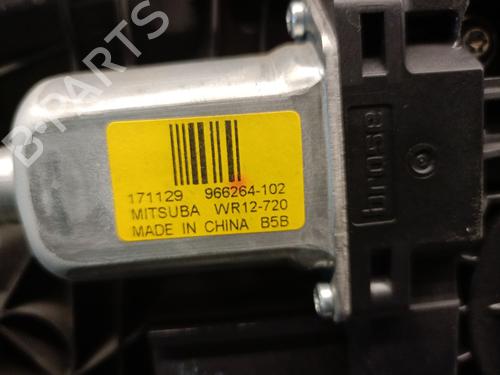 B-PARTS
171129 966264-102
MITSUBA WR12-720
MADE IN CHINA B5B
brose